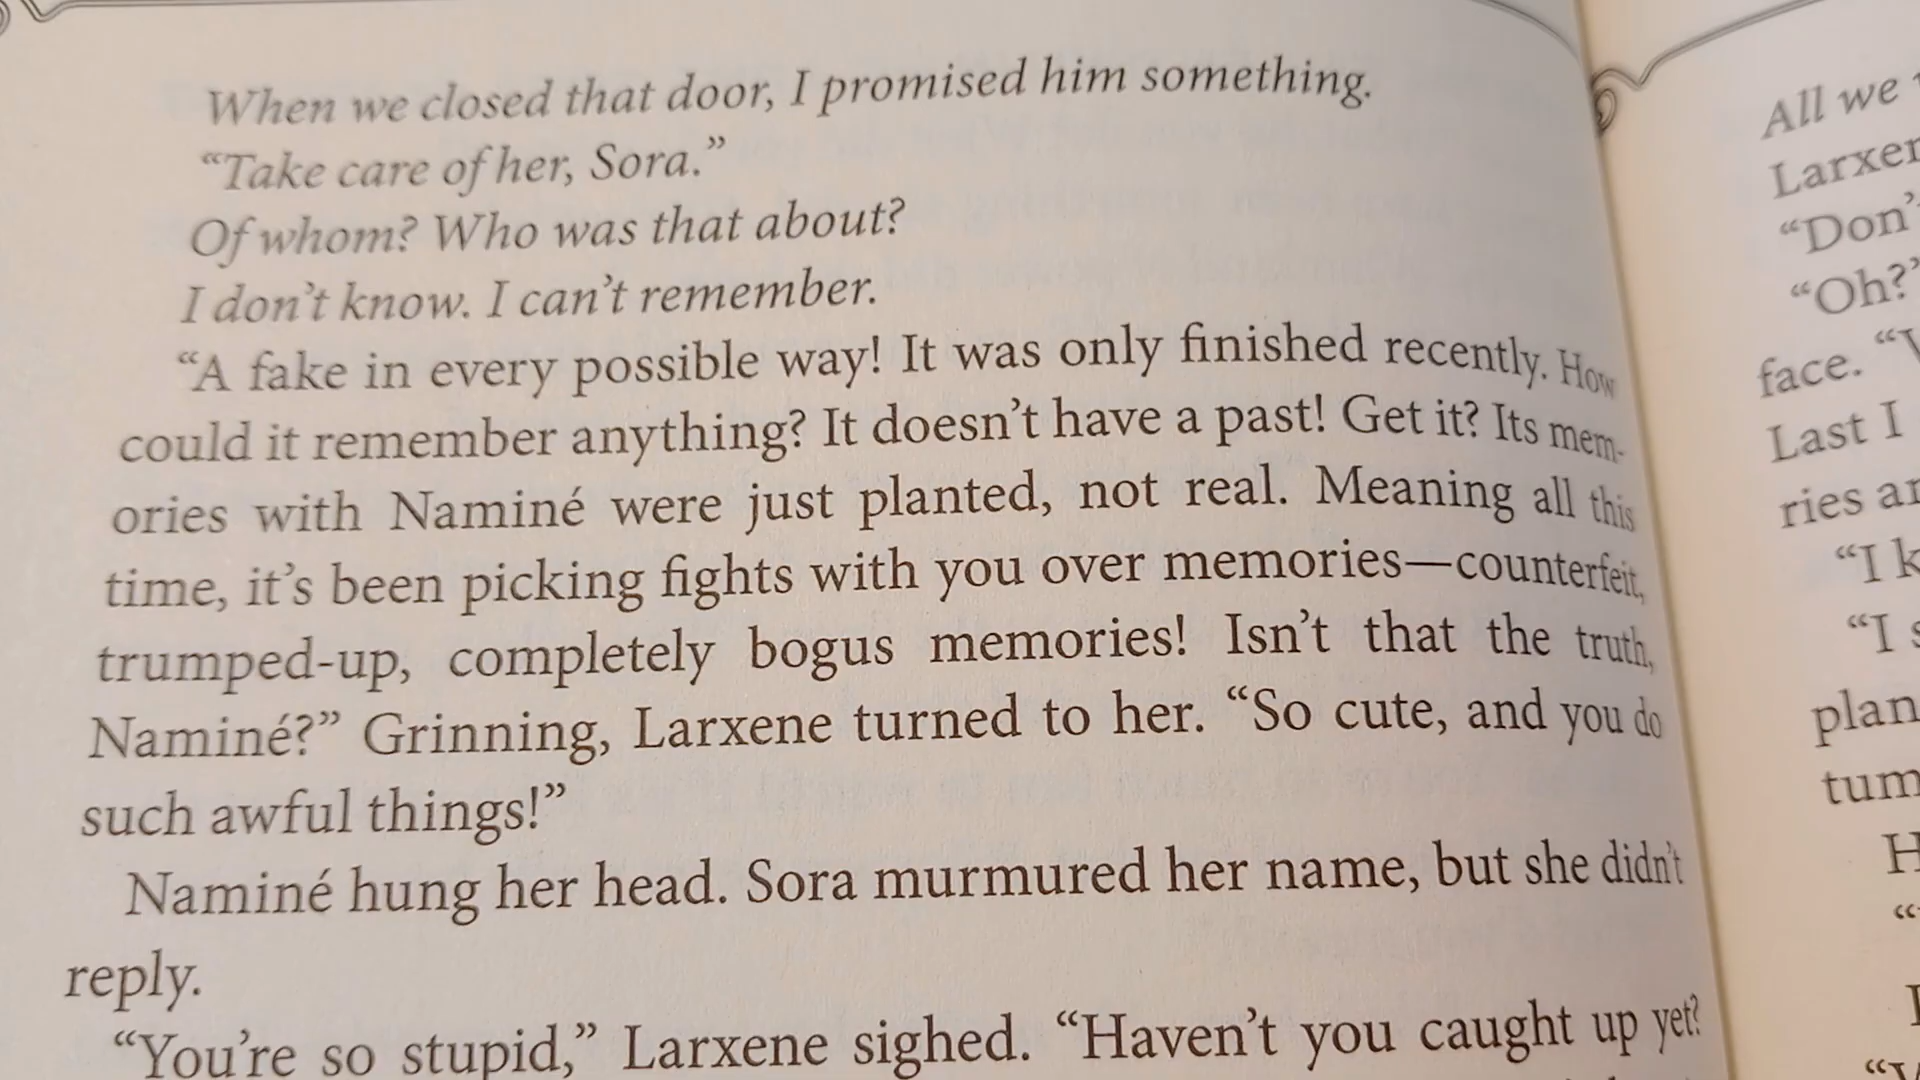 When we closed that door, I promised him something.
“Take care of her, Sora.”
Of whom? Who was that about?
I don’t know. I can’t remember.
“A fake in every possible way! It was only finished recently. How
could it remember anything? It doesn’t have a past! Get it? Its mem-
ories with Naminé were just planted, not real. Meaning all this
time, it’s been picking fights with you over memories—counterfeit,
trumped-up, completely bogus memories! Isn’t that the truth,
Naminé?” Grinning, Larxene turned to her. “So cute, and you do
such awful things!”
Naminé hung her head. Sora murmured her name, but she didn’t
reply.
“You’re so stupid,” Larxene sighed. “Haven’t you caught up yet?
All we
“Oh?”
face.
Last I
“I
“I